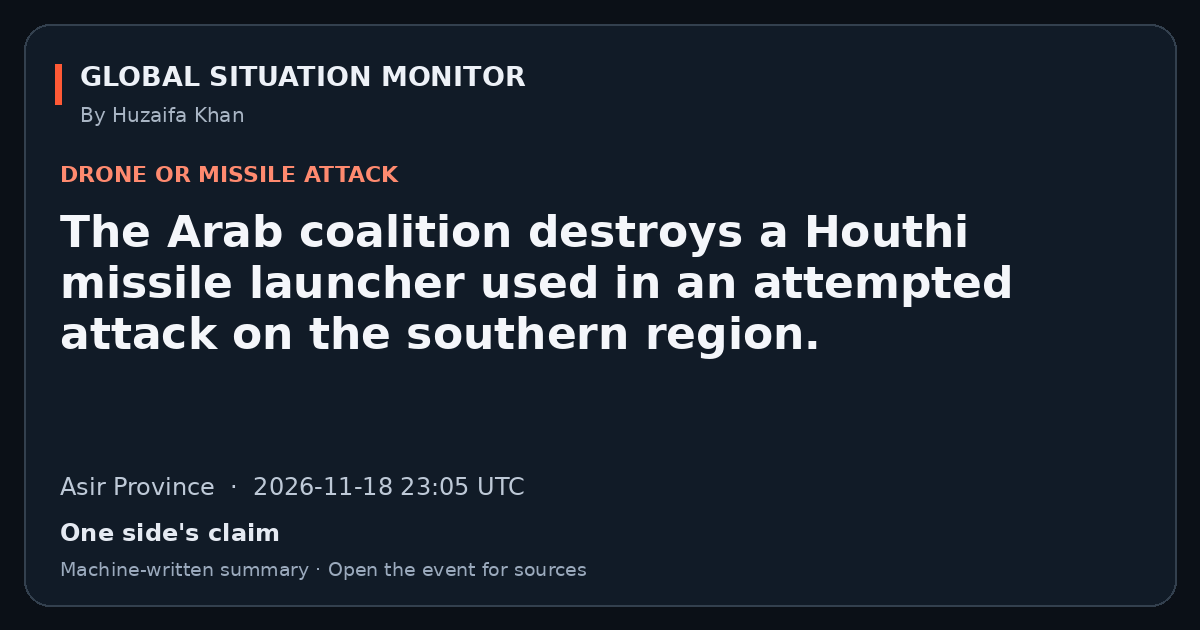 GLOBAL SITUATION MONITOR
By Huzaifa Khan
DRONE OR MISSILE ATTACK
The Arab coalition destroys a Houthi
missile launcher used in an attempted
attack on the southern region.
Asir Province · 2026-11-18 23:05 UTC
One side's claim
Machine-written summary · Open the event for sources